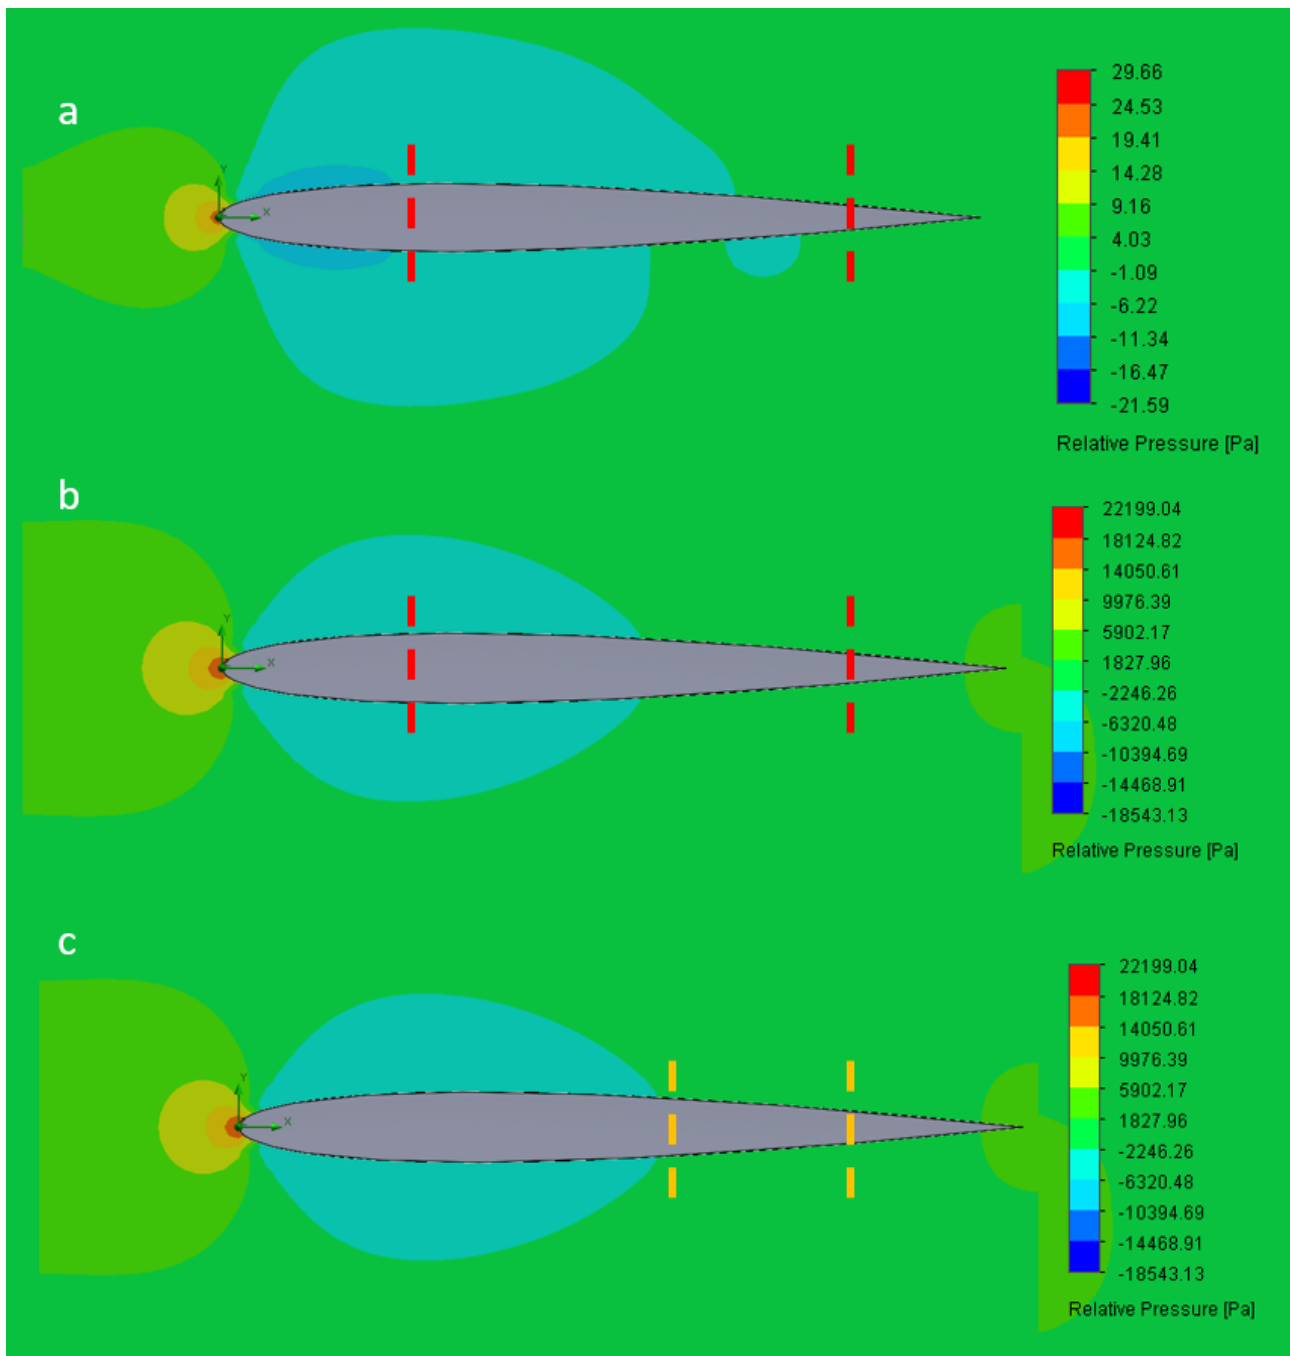 a
29.66
24.53
19.41
14.28
9.16
4.03
-1.09
-6.22
-11.34
-16.47
-21.59
Relative Pressure [Pa]
Y
X
b
22199.04
18124.82
14050.61
9976.39
5902.17
1827.96
-2246.26
-6320.48
-10394.69
-14468.91
-18543.13
Relative Pressure [Pa]
Y
X
c
22199.04
18124.82
14050.61
9976.39
5902.17
1827.96
-2246.26
-6320.48
-10394.69
-14468.91
-18543.13
Relative Pressure [Pa]
Y
X